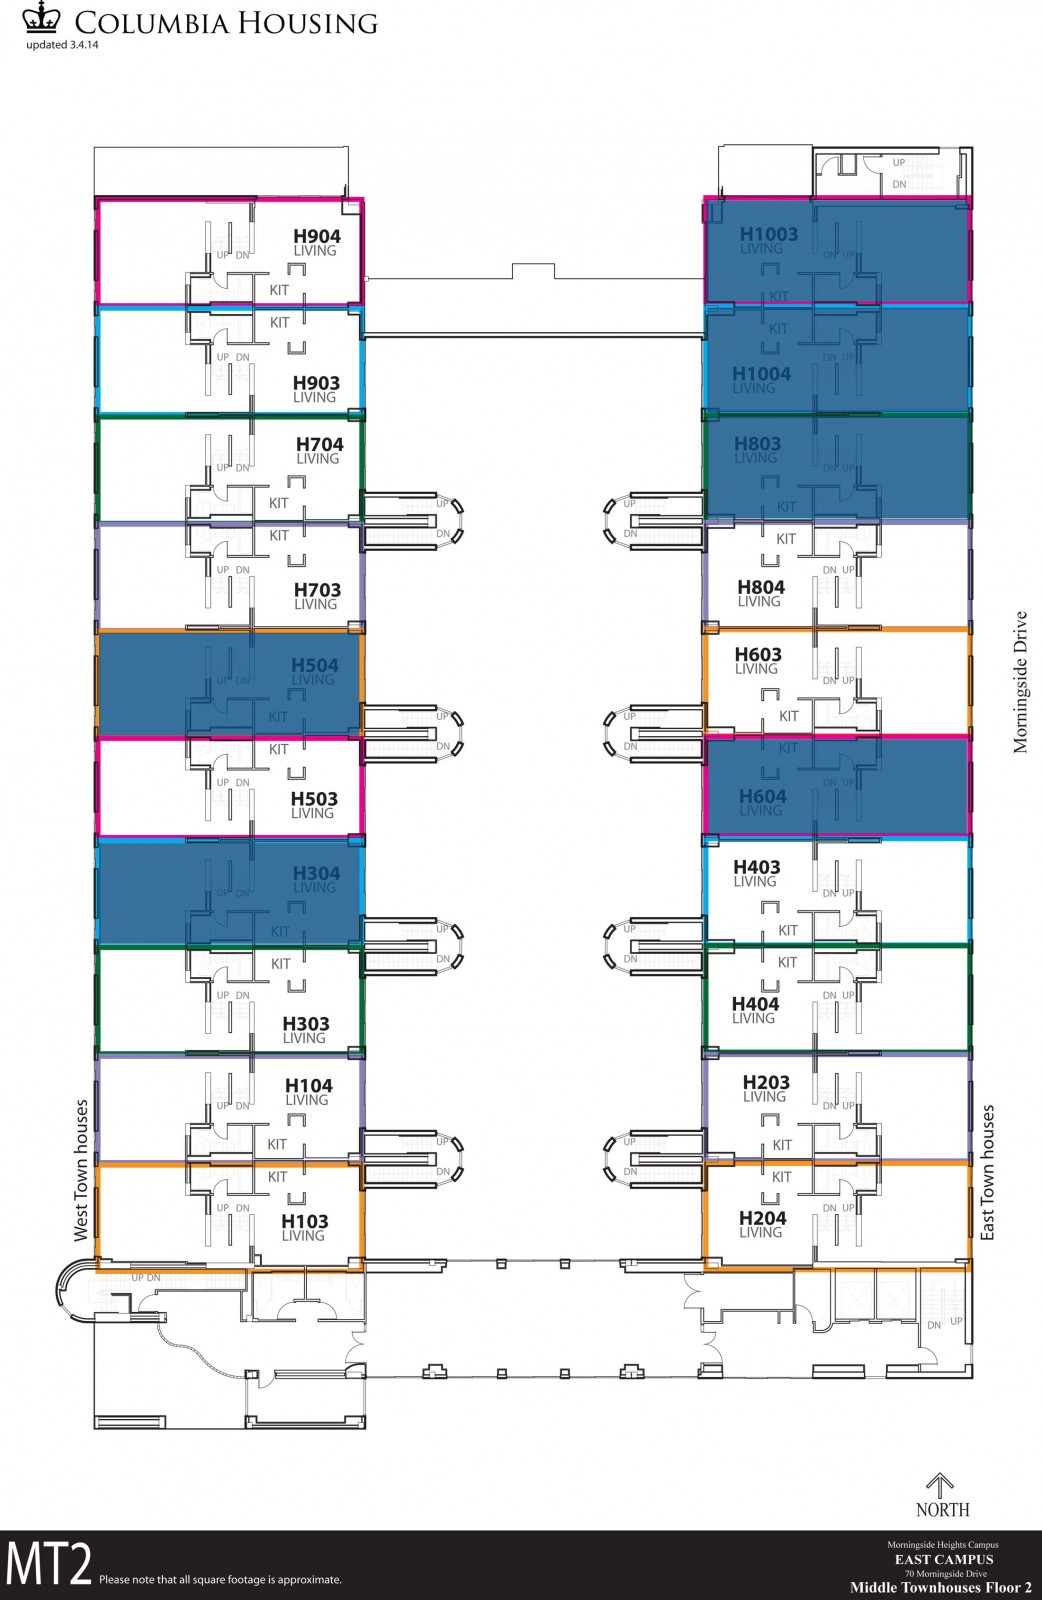 COLUMBIA HOUSING
updated 3.4.14
UP
DN
H904
LIVING
UP DN
KIT
H1003
LIVING
DN UP
KIT
KIT
UP DN
H903
LIVING
KIT
DN UP
H1004
LIVING
H704
LIVING
UP DN
KIT
H803
LIVING
DN UP
KIT
UP
DN
UP
DN
KIT
UP DN
H703
LIVING
KIT
DN UP
H804
LIVING
H504
LIVING
UP DN
KIT
H603
LIVING
DN UP
KIT
Morningside Drive
UP
DN
UP
DN
KIT
UP DN
H503
LIVING
KIT
DN UP
H604
LIVING
H304
LIVING
UP DN
KIT
H403
LIVING
DN UP
KIT
UP
DN
UP
DN
KIT
UP DN
H303
LIVING
KIT
DN UP
H404
LIVING
H104
LIVING
UP DN
KIT
H203
LIVING
DN UP
KIT
West Town houses
East Town houses
UP
DN
UP
DN
KIT
UP DN
H103
LIVING
KIT
DN UP
H204
LIVING
UP DN
DN UP
NORTH
MT2
Please note that all square footage is approximate.
Morningside Heights Campus
EAST CAMPUS
70 Morningside Drive
Middle Townhouses Floor 2